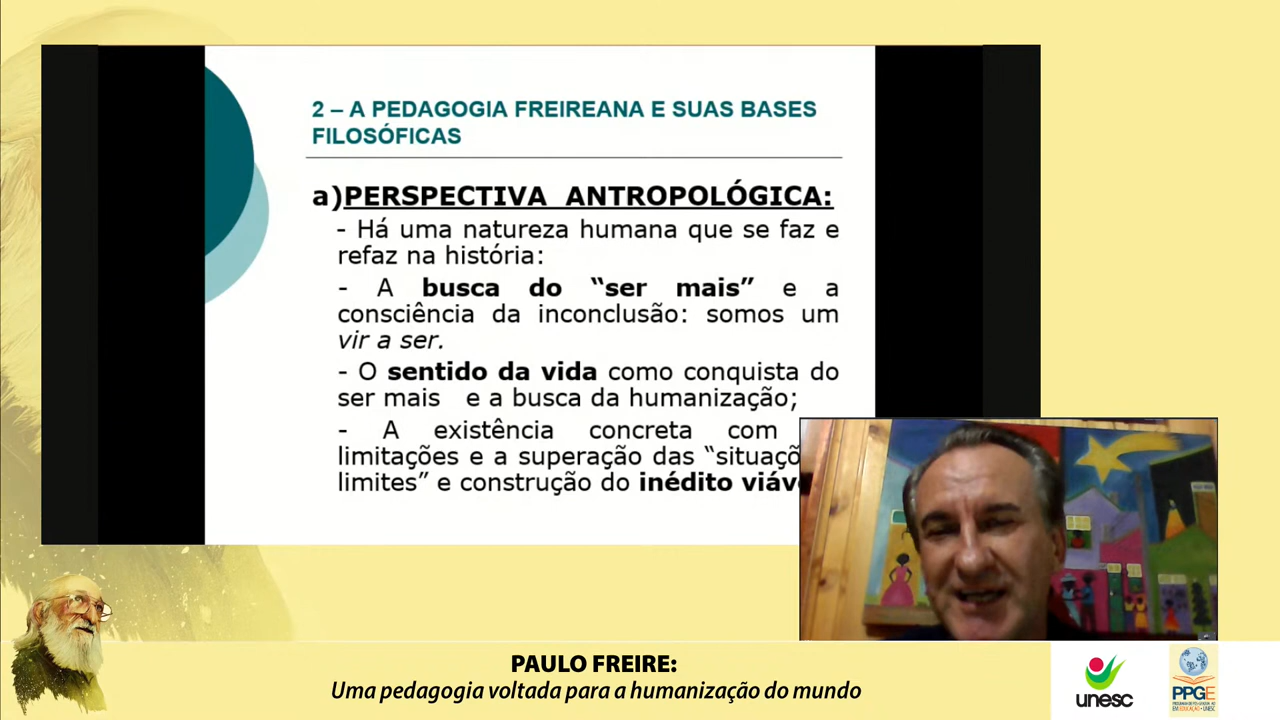 2 – A PEDAGOGIA FREIREANA E SUAS BASES
FILOSÓFICAS
a)PERSPECTIVA ANTROPOLÓGICA:
- Há uma natureza humana que se faz e
refaz na história:
- A busca do “ser mais” e a
consciência da inconclusão: somos um
vir a ser.
- O sentido da vida como conquista do
ser mais e a busca da humanização;
- A existência concreta com
limitações e a superação das “situaçõ
limites” e construção do inédito viáv
PAULO FREIRE:
Uma pedagogia voltada para a humanização do mundo
unesc
PPGE